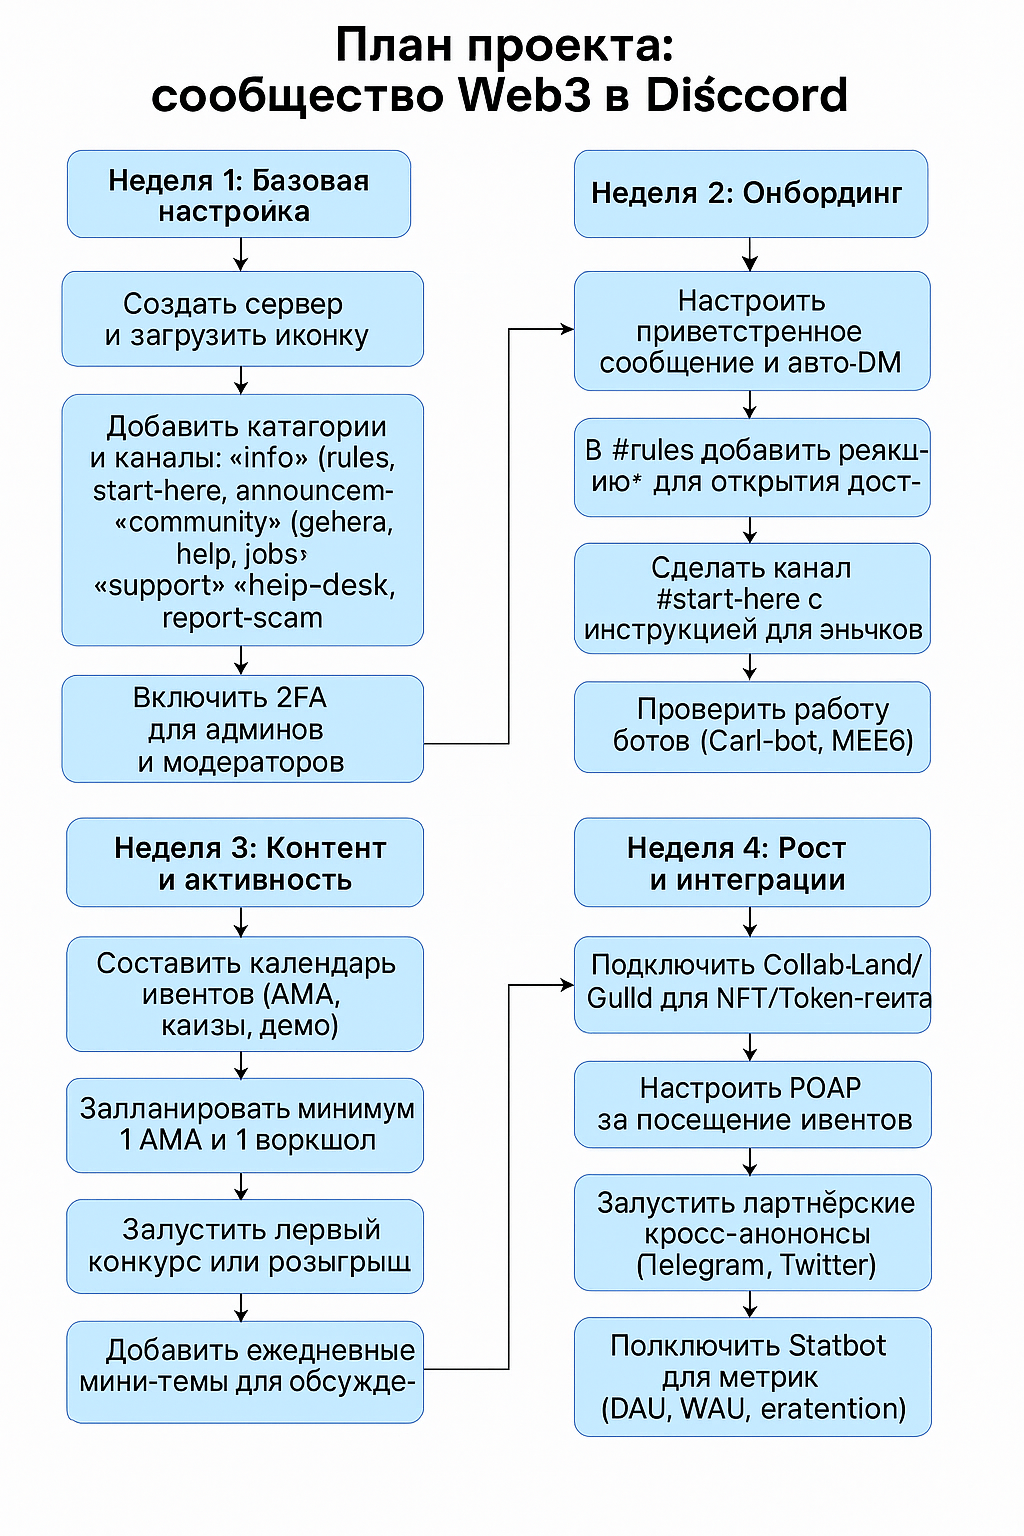 План проекта:
сообщество Web3 в Diśccord
Неделя 1: Базовая
настройка
Создать сервер
и загрузить иконку
Добавить катагории
и каналы: «info» (rules,
start-here, announcem-
«community» (gehera,
help, jobs›
«support» «heip-desk,
report-scam
Включить 2FA
для админов
и модераторов
Неделя 2: Онбординг
Настроить
приветстренное
сообщение и авто-DM
В #rules добавить реякц-
ию* для открытия дост-
Сделать канал
#start-here с
инструкцией для эньчков
Проверить работу
ботов (Carl-bot, MEE6)
Неделя 3: Контент
и активность
Составить календарь
ивентов (AMA,
каизы, демо)
Залланировать минимум
1 AMA и 1 воркшол
Залустить лервый
конкурс или розыгрыщ
Добавить ежедневные
мини-темы для обсужде-
Неделя 4: Рост
и интеграции
Подключить Collab-Land/
Gulld для NFT/Token-геита
Настроить POAP
за посещение ивентов
Залустить лартнёрские
кросс-анононсы
(Telegram, Twitter)
Полключить Statbot
для метрик
(DAU, WAU, eratention)